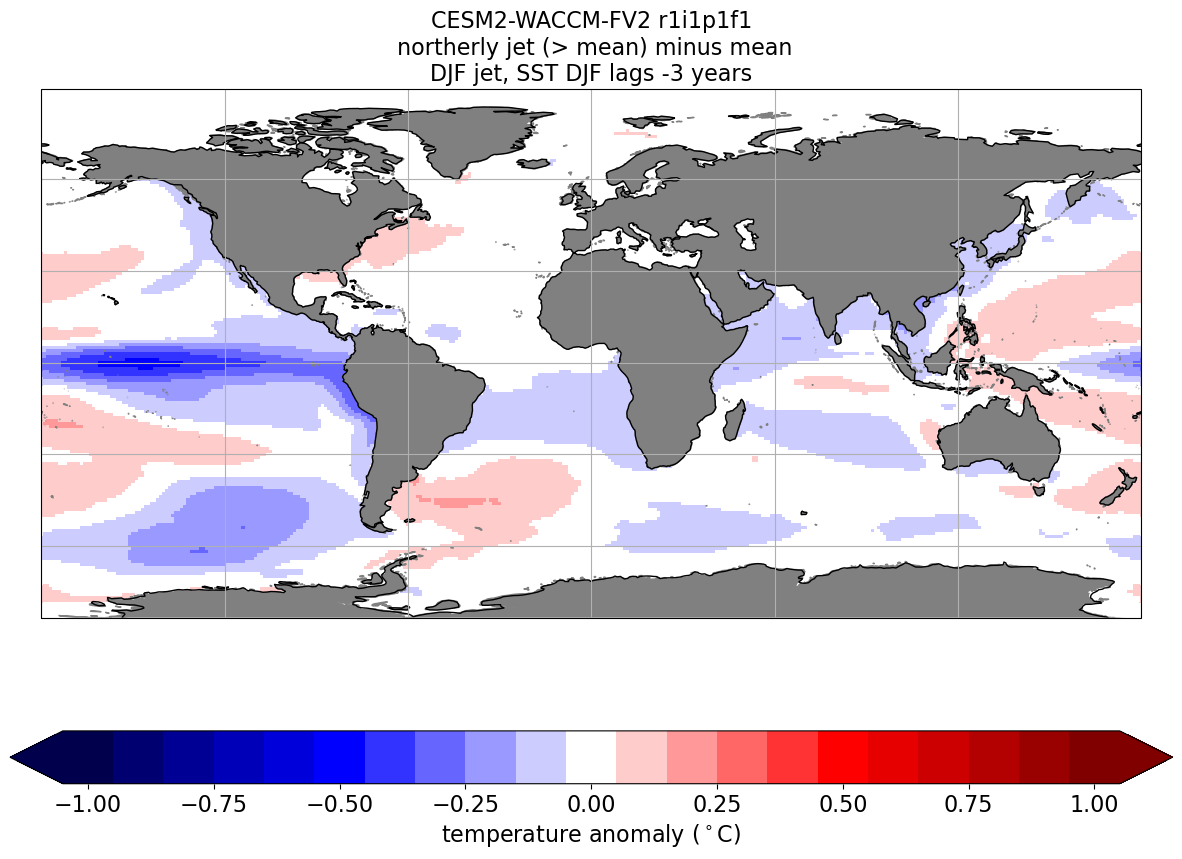 CESM2-WACCM-FV2 r1i1p1f1
northerly jet (> mean) minus mean
DJF jet, SST DJF lags -3 years
−1.00 −0.75 −0.50 −0.25 0.00 0.25 0.50 0.75 1.00
temperature anomaly (°C)